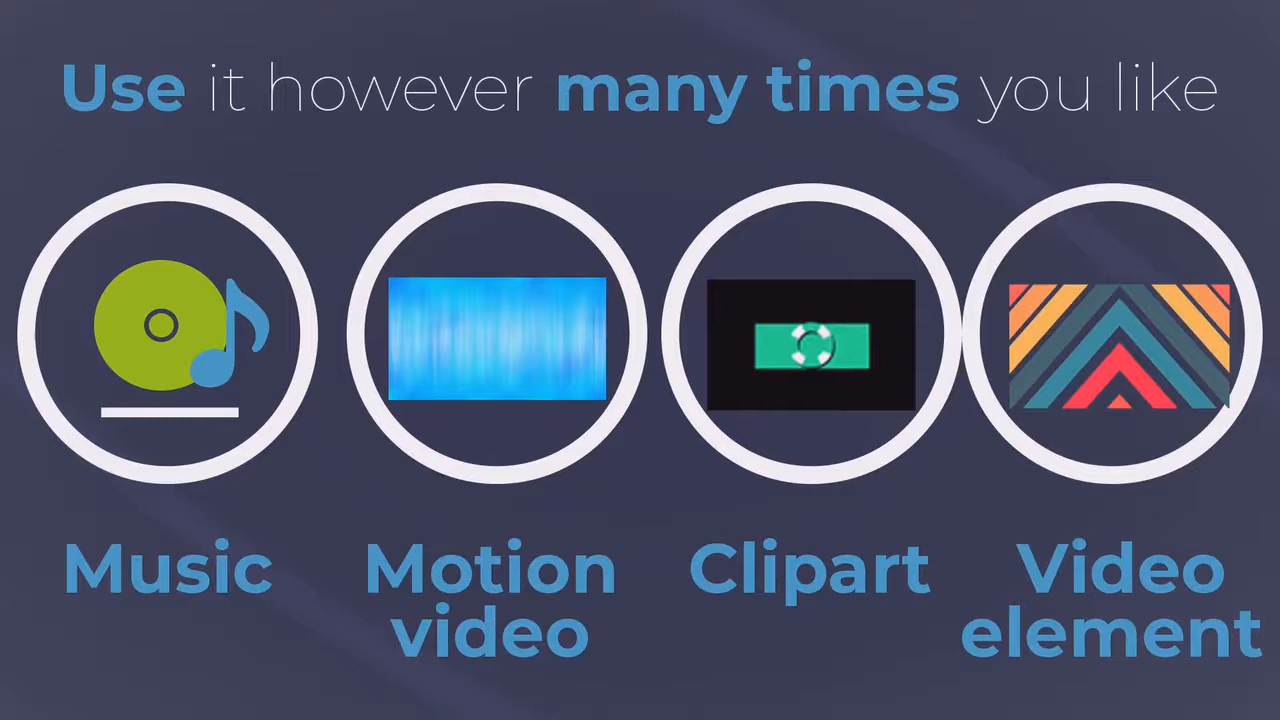 Use it however many times you like
Music
Motion
video
Clipart
Video
element